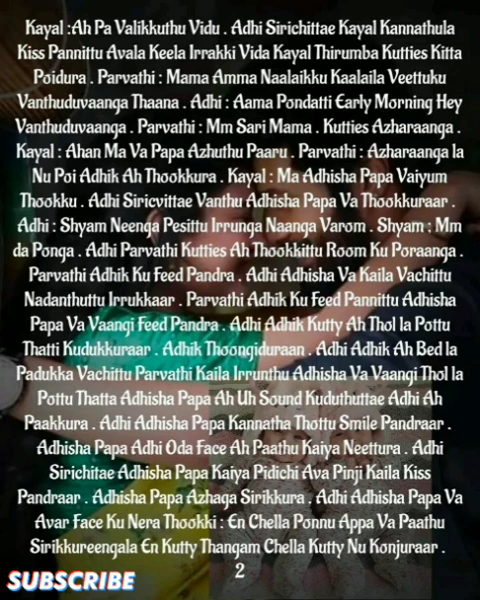 Kayal :Ah Pa Valikkuthu Vidu . Adhi Sirichittae Kayal Kannathula
Kiss Pannittu Avala Keela Irrakki Vida Kayal Thirumba Kutties Kitta
Poidura . Parvathi : Mama Amma Naalaikku Kaalaila Veettuku
Vanthuduvaanga Thaana . Adhi : Aama Pondatti Early Morning Hey
Vanthuduvaanga . Parvathi : Mm Sari Mama . Kutties Azharaanga .
Kayal : Ahan Ma Va Papa Azhuthu Paaru . Parvathi : Azharaanga la
Nu Poi Adhik Ah Thookkura . Kayal : Ma Adhisha Papa Vaiyum
Thookku . Adhi Siricvittae Vanthu Adhisha Papa Va Thookkuraar .
Adhi : Shyam Neenga Pesittu Irrunga Naanga Varom . Shyam : Mm
da Ponga . Adhi Parvathi Kutties Ah Thookkittu Room Ku Poraanga .
Parvathi Adhik Ku Feed Pandra . Adhi Adhisha Va Kaila Vachittu
Nadanthuttu Irrukkaar . Parvathi Adhik Ku Feed Pannittu Adhisha
Papa Va Vaangi Feed Pandra . Adhi Adhik Kutty Ah Thol la Pottu
Thatti Kudukkuraar . Adhik Thoongiduraan . Adhi Adhik Ah Bed la
Padukka Vachittu Parvathi Kaila Irrunthu Adhisha Va Vaangi Thol la
Pottu Thatta Adhisha Papa Ah Uh Sound Kuduthuttae Adhi Ah
Paakkura . Adhi Adhisha Papa Kannatha Thottu Smile Pandraar .
Adhisha Papa Adhi Oda Face Ah Paathu Kaiya Neettura . Adhi
Sirichitae Adhisha Papa Kaiya Pidichi Ava Pinji Kaila Kiss
Pandraar . Adhisha Papa Azhaga Sirikkura . Adhi Adhisha Papa Va
Avar Face Ku Nera Thookki : En Chella Ponnu Appa Va Paathu
Sirikkureengala En Kutty Thangam Chella Kutty Nu Konjuraar .
2
SUBSCRIBE